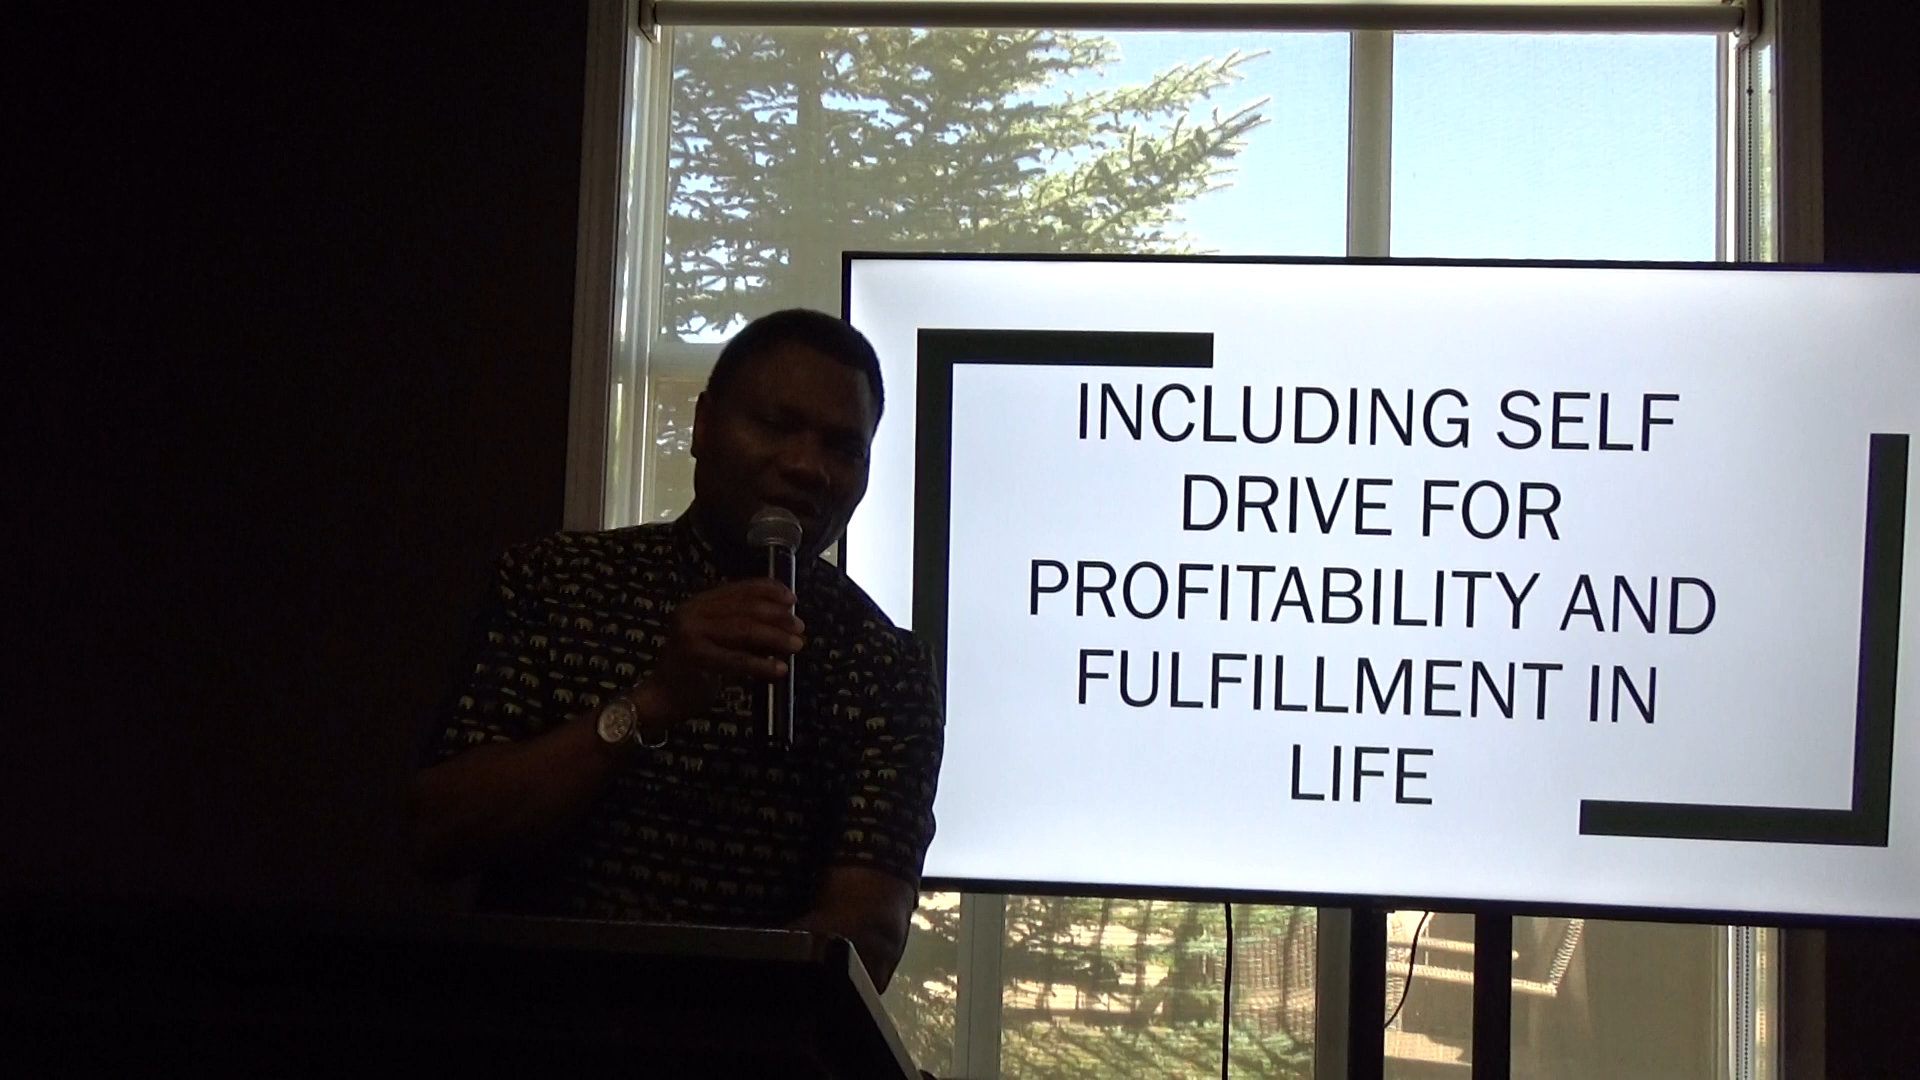 INCLUDING SELF
DRIVE FOR
PROFITABILITY AND
FULFILLMENT IN
LIFE